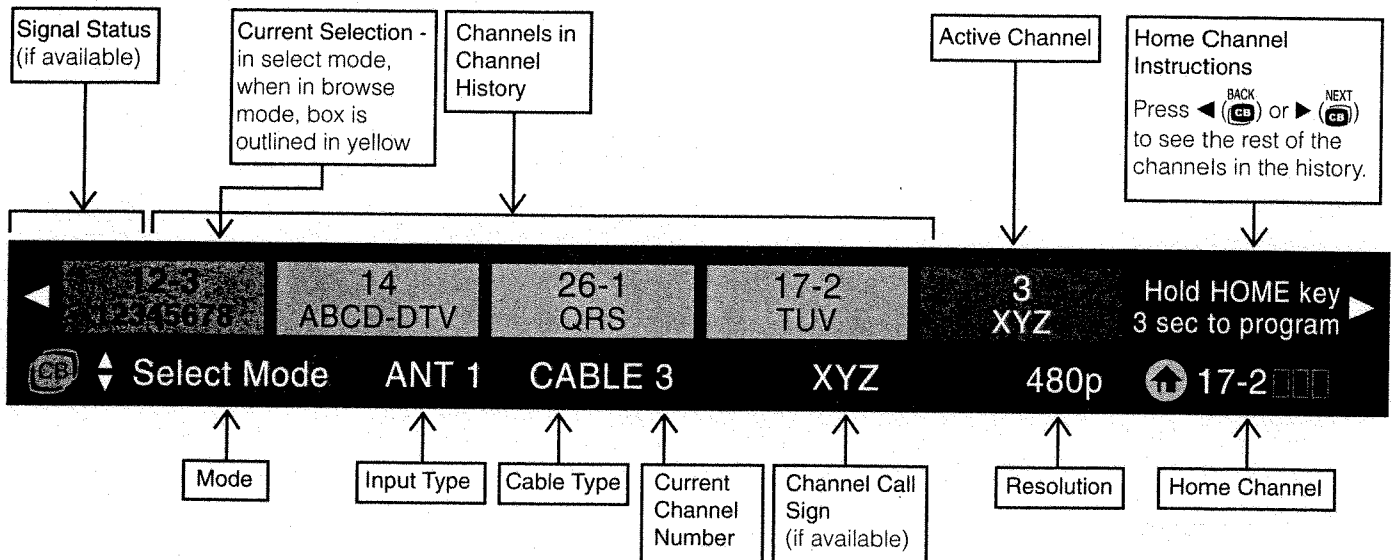 Signal Status
(if available)
Current Selection -
in select mode,
when in browse
mode, box is
outlined in yellow
Channels in
Channel
History
Active Channel
Home Channel
Instructions
BACK NEXT
Press ◄ (CB) or ► (CB)
to see the rest of the
channels in the history.
12-3
12345678
14
ABCD-DTV
26-1
QRS
17-2
TUV
3
XYZ
Hold HOME key
3 sec to program
CB Select Mode ANT 1 CABLE 3 XYZ 480p 17-2
Mode
Input Type
Cable Type
Current
Channel
Number
Channel Call
Sign
(if available)
Resolution
Home Channel